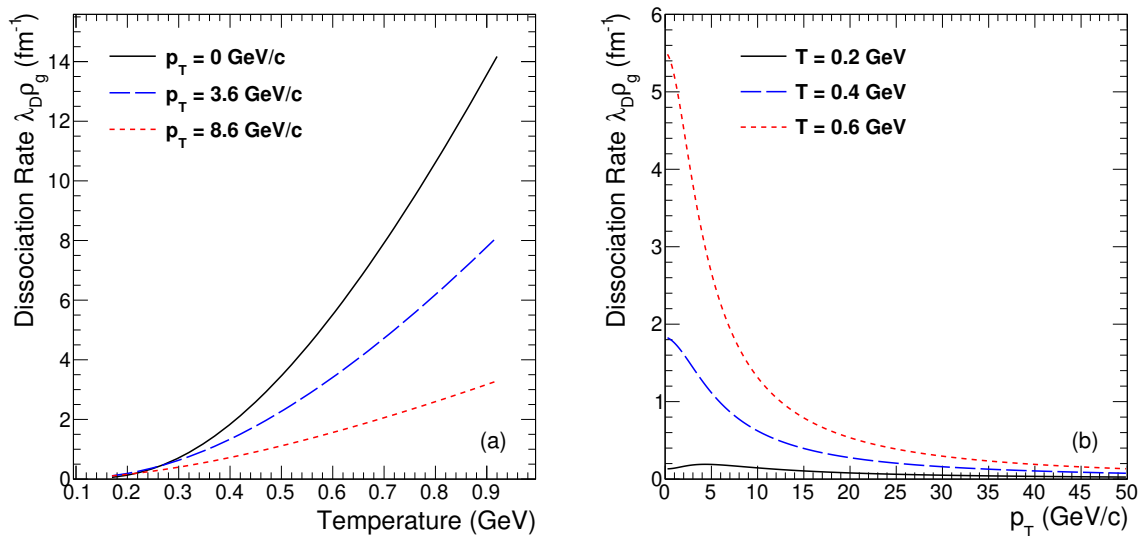 Dissociation Rate λ_Dρ_g (fm⁻¹)
14
12
10
8
6
4
2
0
p_T = 0 GeV/c
p_T = 3.6 GeV/c
p_T = 8.6 GeV/c
(a)
0.1 0.2 0.3 0.4 0.5 0.6 0.7 0.8 0.9
Temperature (GeV)
Dissociation Rate λ_Dρ_g (fm⁻¹)
6
5
4
3
2
1
0
T = 0.2 GeV
T = 0.4 GeV
T = 0.6 GeV
(b)
0 5 10 15 20 25 30 35 40 45 50
p_T (GeV/c)